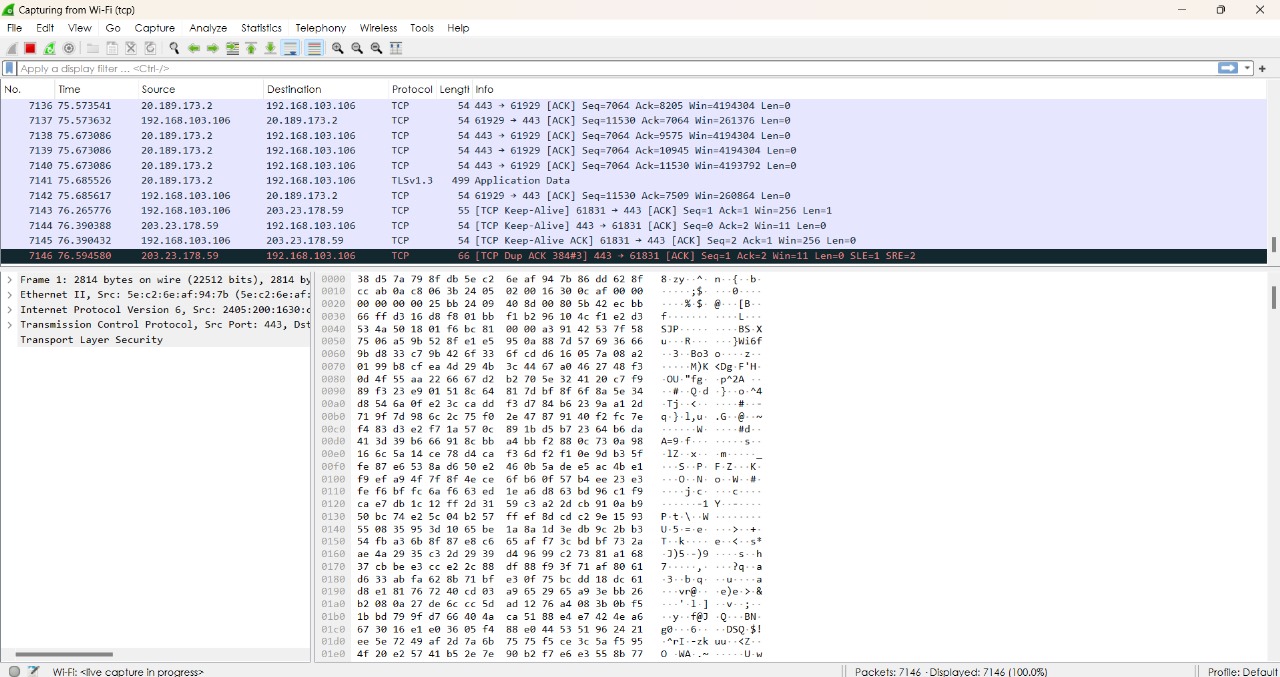 Capturing from Wi-Fi (tcp)
File Edit View Go Capture Analyze Statistics Telephony Wireless Tools Help
Apply a display filter ... <Ctrl-/>
No. Time Source Destination Protocol Length Info
7136 75.573541 20.189.173.2 192.168.103.106 TCP 54 443 → 61929 [ACK] Seq=7064 Ack=8205 Win=4194304 Len=0
7137 75.573632 192.168.103.106 20.189.173.2 TCP 54 61929 → 443 [ACK] Seq=11530 Ack=7064 Win=261376 Len=0
7138 75.673086 20.189.173.2 192.168.103.106 TCP 54 443 → 61929 [ACK] Seq=7064 Ack=9575 Win=4194304 Len=0
7139 75.673086 20.189.173.2 192.168.103.106 TCP 54 443 → 61929 [ACK] Seq=7064 Ack=10945 Win=4194304 Len=0
7140 75.673086 20.189.173.2 192.168.103.106 TCP 54 443 → 61929 [ACK] Seq=7064 Ack=11530 Win=4193792 Len=0
7141 75.685526 20.189.173.2 192.168.103.106 TLSv1.3 499 Application Data
7142 75.685617 192.168.103.106 20.189.173.2 TCP 54 61929 → 443 [ACK] Seq=11530 Ack=7509 Win=260864 Len=0
7143 76.265776 192.168.103.106 203.23.178.59 TCP 55 [TCP Keep-Alive] 61831 → 443 [ACK] Seq=1 Ack=1 Win=256 Len=1
7144 76.390388 203.23.178.59 192.168.103.106 TCP 54 [TCP Keep-Alive] 443 → 61831 [ACK] Seq=0 Ack=2 Win=11 Len=0
7145 76.390432 192.168.103.106 203.23.178.59 TCP 54 [TCP Keep-Alive ACK] 61831 → 443 [ACK] Seq=2 Ack=1 Win=256 Len=0
7146 76.594580 203.23.178.59 192.168.103.106 TCP 66 [TCP Dup ACK 384#3] 443 → 61831 [ACK] Seq=1 Ack=2 Win=11 Len=0 SLE=1 SRE=2
Frame 1: 2814 bytes on wire (22512 bits), 2814 by
Ethernet II, Src: 5e:c2:6e:af:94:7b (5e:c2:6e:af:
Internet Protocol Version 6, Src: 2405:200:1630:c
Transmission Control Protocol, Src Port: 443, Dst
Transport Layer Security
0000 38 d5 7a 79 8f db 5e c2 6e af 94 7b 86 dd 62 8f
0010 cc ab 0a c8 06 3b 24 05 02 00 16 30 0c af 00 00
0020 00 00 00 00 25 bb 24 09 40 8d 00 80 5b 42 ec bb
0030 66 ff d3 16 d8 f8 01 bb f1 b2 96 10 4c f1 e2 d3
0040 53 4a 50 18 01 f6 bc 81 00 00 a3 91 42 53 7f 58
0050 75 06 a5 9b 52 8f e1 e5 95 0a 88 7d 57 69 36 66
0060 9b d8 33 c7 9b 42 6f 33 6f cd d6 16 05 7a 08 a2
0070 01 99 b8 cf ea 4d 29 4b 3c 44 67 a0 46 27 48 f3
0080 0d 4f 55 aa 22 66 67 d2 b2 70 5e 32 41 20 c7 f9
0090 89 f3 23 e9 01 51 8c 64 81 7d bf 8f 6f 8a 5e 34
00a0 d8 54 6a 0f e2 3c ca dd f3 d7 84 b6 23 9a a1 2d
00b0 71 9f 7d 98 6c 2c 75 f0 2e 47 87 91 40 f2 fc 7e
00c0 f4 83 d3 e2 f7 1a 57 0c 89 1b d5 b7 23 64 b6 da
00d0 41 3d 39 b6 66 91 8c bb a4 bb f2 88 0c 73 0a 98
00e0 16 6c 5a 14 ce 78 d4 ca f3 6d f2 f1 0e 9d b3 5f
00f0 fe 87 e6 53 8a d6 50 e2 46 0b 5a de e5 ac 4b e1
0100 f9 ef a9 4f 7f 8f 4e ce 6f b6 0f 57 b4 ee 23 e3
0110 fe f6 bf fc 6a f6 63 ed 1e a6 d8 63 bd 96 c1 f9
0120 ca e7 db 1c 12 ff 2d 31 59 c3 a2 2d cb 91 0a b9
0130 50 bc 74 e2 5c 04 b2 57 ff ef 8d cd c2 9e 15 93
0140 55 08 35 95 3d 10 65 be 1a 8a 1d 3e db 9c 2b b3
0150 54 fb a3 6b 8f 87 e8 c6 65 af f7 3c bd bf 73 2a
0160 ae 4a 29 35 c3 2d 29 39 d4 96 99 c2 73 81 a1 68
0170 37 cb be e3 cc e2 2c 88 df 88 f9 3f 71 af 80 61
0180 d6 33 ab fa 62 8b 71 bf e3 0f 75 bc dd 18 dc 61
0190 d8 e1 81 76 72 40 cd 03 a9 65 29 65 a9 3e bb 26
01a0 b2 08 0a 27 de 6c cc 5d ad 12 76 a4 08 3b 0b f5
01b0 1b bd 79 9f d7 66 40 4a ca 51 88 e4 e7 42 4e a6
01c0 67 30 16 e1 e0 36 05 f4 88 e0 44 53 51 96 24 21
01d0 ee 5e 72 49 af 2d 7a 6b 75 75 f5 ce 3c 5a f5 95
01e0 4f 20 e2 57 41 b5 2e 7e 90 b2 f7 e6 e3 55 8b 77
Wi-Fi: <live capture in progress>
Packets: 7146 · Displayed: 7146 (100.0%)
Profile: Default